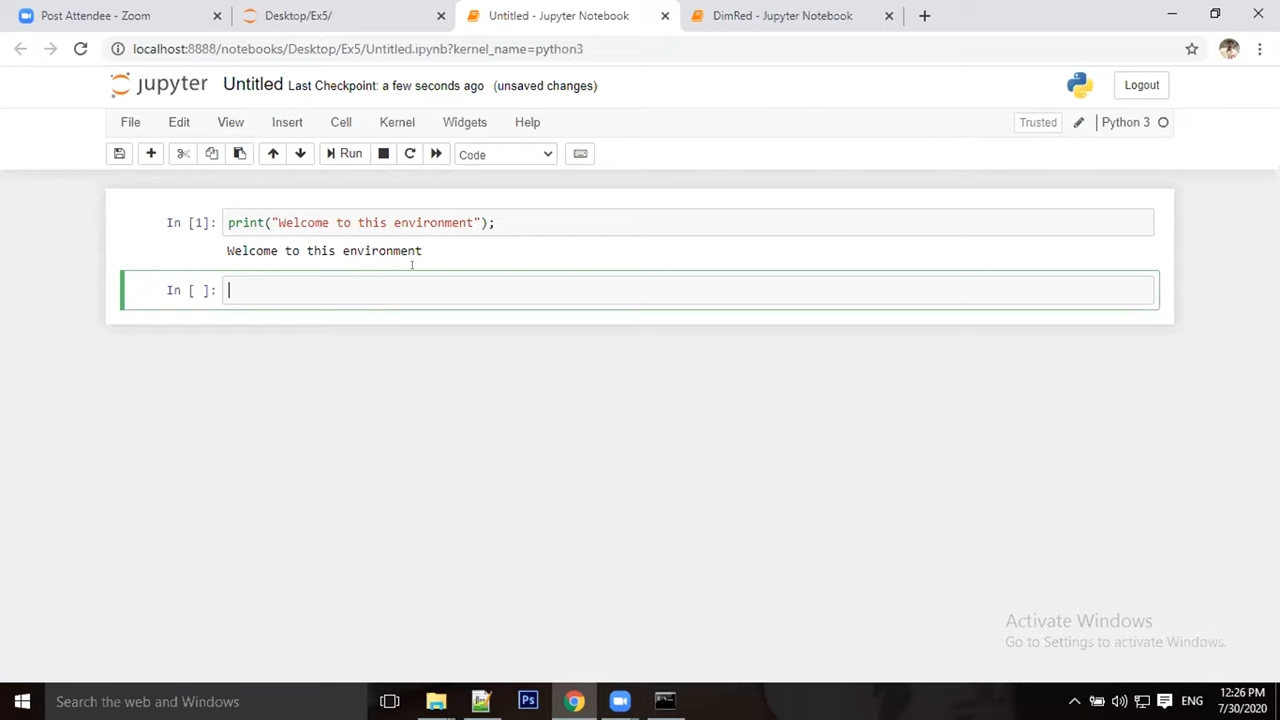 Post Attendee - Zoom
Desktop/Ex5/
Untitled - Jupyter Notebook
DimRed - Jupyter Notebook
localhost:8888/notebooks/Desktop/Ex5/Untitled.ipynb?kernel_name=python3
jupyter Untitled Last Checkpoint: a few seconds ago (unsaved changes)
Logout
File Edit View Insert Cell Kernel Widgets Help
Trusted
Python 3
Run
Code
In [1]: print("Welcome to this environment");
Welcome to this environment
In [ ]:
Activate Windows
Go to Settings to activate Windows.
Search the web and Windows
Ps
ENG
12:26 PM
7/30/2020